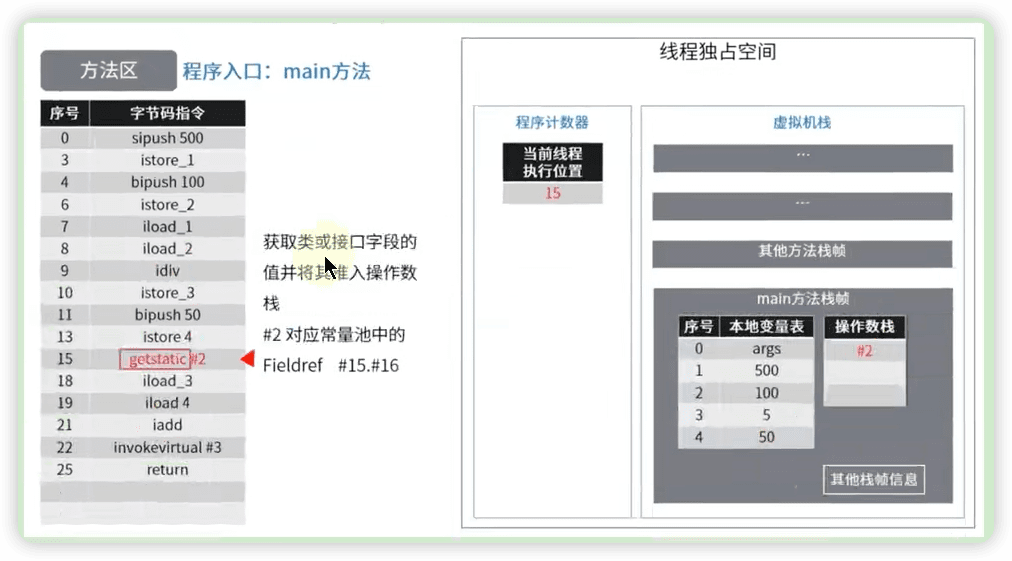 方法区 程序入口：main方法
序号 字节码指令
0 sipush 500
3 istore_1
4 bipush 100
6 istore_2
7 iload_1
8 iload_2
9 idiv
10 istore_3
11 bipush 50
13 istore 4
15 getstatic #2
18 iload_3
19 iload 4
21 iadd
22 invokevirtual #3
25 return
获取类或接口字段的
值并将其推入操作数
栈
#2 对应常量池中的
Fieldref #15.#16
线程独占空间
程序计数器
当前线程
执行位置
15
虚拟机栈
...
...
其他方法栈帧
main方法栈帧
序号 本地变量表
0 args
1 500
2 100
3 5
4 50
操作数栈
#2
其他栈帧信息